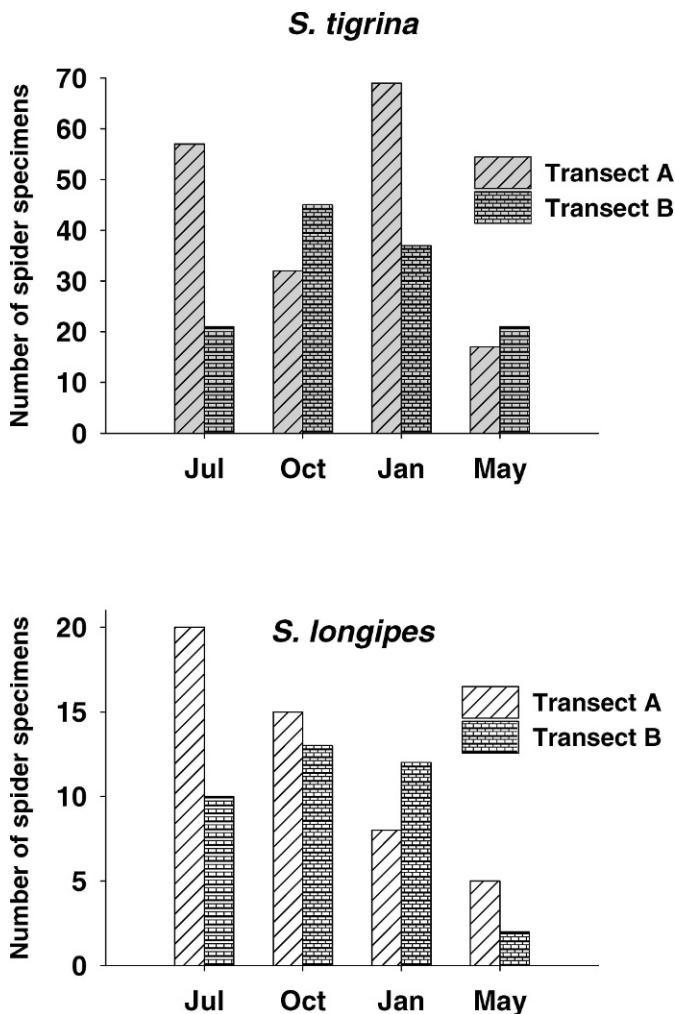 S. tigrina
Number of spider specimens
70
60
50
40
30
20
10
0
Transect A
Transect B
Jul Oct Jan May
S. longipes
Number of spider specimens
20
15
10
5
0
Transect A
Transect B
Jul Oct Jan May